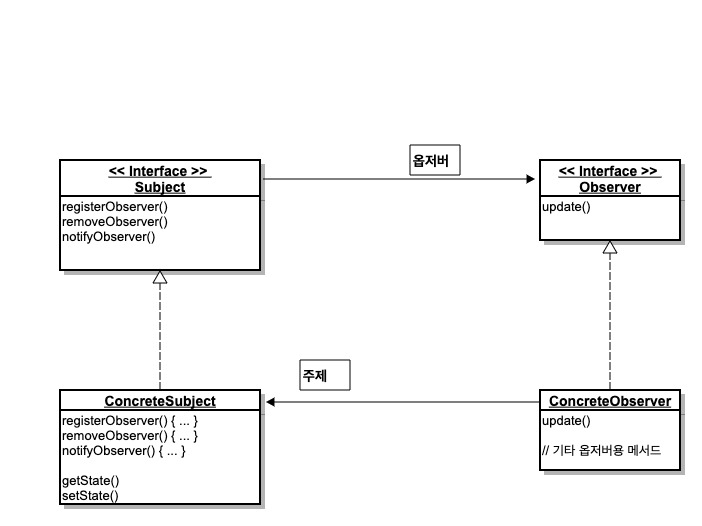 옵저버
<< Interface >>
Subject
registerObserver()
removeObserver()
notifyObserver()
<< Interface >>
Observer
update()
주제
ConcreteSubject
registerObserver() { ... }
removeObserver() { ... }
notifyObserver() { ... }
getState()
setState()
ConcreteObserver
update()
// 기타 옵저버용 메서드